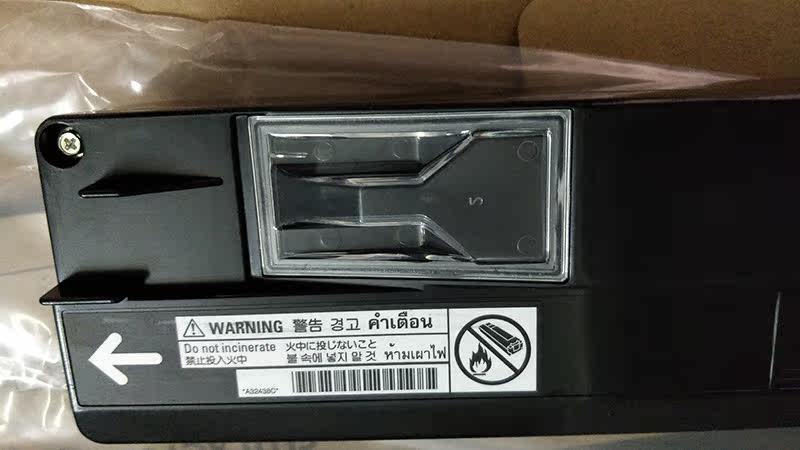 WARNING 警告 경고 คำเตือน
Do not incinerate 火中に投じないこと
禁止投入火中 불 속에 넣지 말 것 ห้ามเผาไฟ
*A32438C*
5